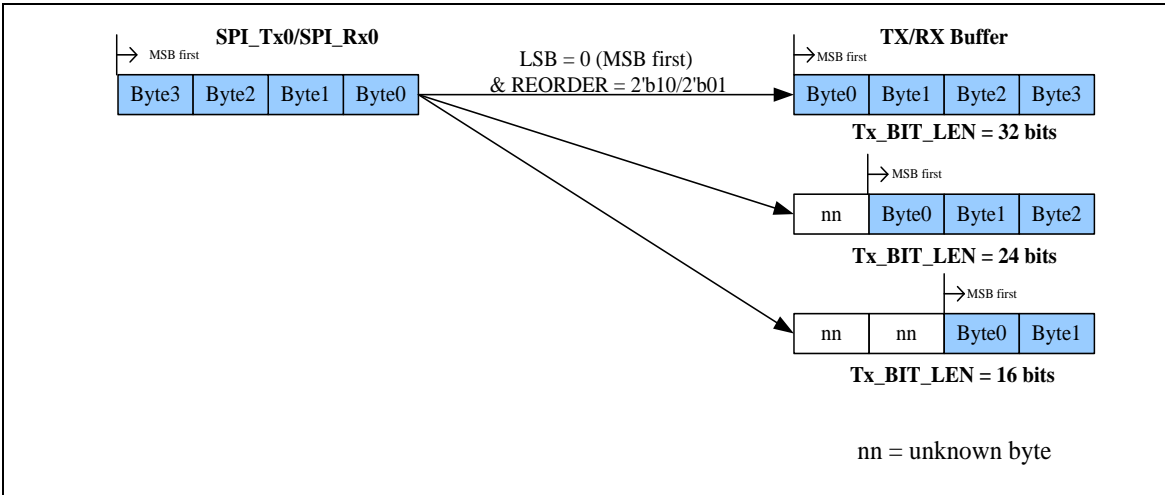 SPI_Tx0/SPI_Rx0
MSB first
Byte3 Byte2 Byte1 Byte0
LSB = 0 (MSB first)
& REORDER = 2'b10/2'b01
TX/RX Buffer
MSB first
Byte0 Byte1 Byte2 Byte3
Tx_BIT_LEN = 32 bits
MSB first
nn Byte0 Byte1 Byte2
Tx_BIT_LEN = 24 bits
MSB first
nn nn Byte0 Byte1
Tx_BIT_LEN = 16 bits
nn = unknown byte